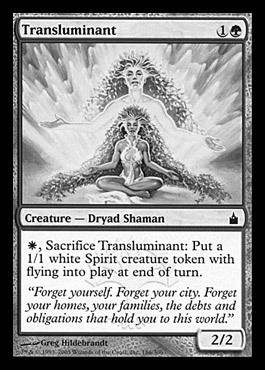 Transluminant 1
Creature — Dryad Shaman
, Sacrifice Transluminant: Put a
1/1 white Spirit creature token with
flying into play at end of turn.
"Forget yourself. Forget your city. Forget
your homes, your families, the debts and
obligations that hold you to this world."
Greg Hildebrandt
2/2